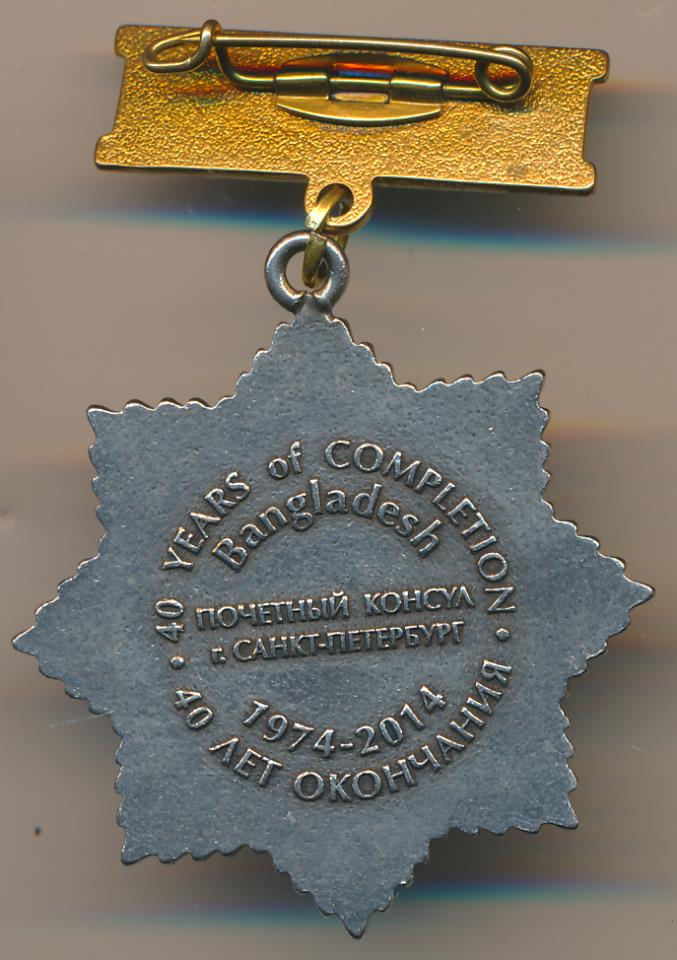 40 YEARS of COMPLETION
Bangladesh
ПОЧЕТНЫЙ КОНСУЛ
г. САНКТ-ПЕТЕРБУРГ
1974-2014
40 ЛЕТ ОКОНЧАНИЯ